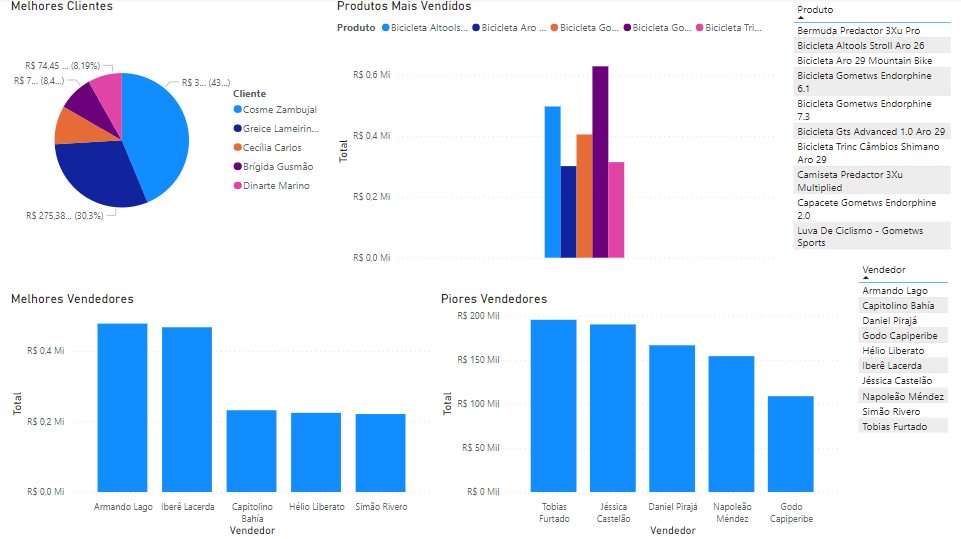 Melhores Clientes
R$ 74,45 ... (8,19%)
R$ 7... (8,4...)
R$ 3... (43...)
R$ 275,38... (30,3%)
Cliente
Cosme Zambujal
Greice Lameirin...
Cecília Carlos
Brígida Gusmão
Dinarte Marino
Produtos Mais Vendidos
Produto Bicicleta Altools... Bicicleta Aro ... Bicicleta Go... Bicicleta Go... Bicicleta Tri...
Total
R$ 0,6 Mi
R$ 0,4 Mi
R$ 0,2 Mi
R$ 0,0 Mi
Produto
Bermuda Predactor 3Xu Pro
Bicicleta Altools Stroll Aro 26
Bicicleta Aro 29 Mountain Bike
Bicicleta Gometws Endorphine
6.1
Bicicleta Gometws Endorphine
7.3
Bicicleta Gts Advanced 1.0 Aro 29
Bicicleta Trinc Câmbios Shimano
Aro 29
Camiseta Predactor 3Xu
Multiplied
Capacete Gometws Endorphine
2.0
Luva De Ciclismo - Gometws
Sports
Melhores Vendedores
Total
R$ 0,4 Mi
R$ 0,2 Mi
R$ 0,0 Mi
Armando Lago
Iberê Lacerda
Capitolino
Bahía
Hélio Liberato
Simão Rivero
Vendedor
Piores Vendedores
Total
R$ 200 Mil
R$ 150 Mil
R$ 100 Mil
R$ 50 Mil
R$ 0 Mil
Tobias
Furtado
Jéssica
Castelão
Daniel Pirajá
Napoleão
Méndez
Godo
Capiperibe
Vendedor
Vendedor
Armando Lago
Capitolino Bahía
Daniel Pirajá
Godo Capiperibe
Hélio Liberato
Iberê Lacerda
Jéssica Castelão
Napoleão Méndez
Simão Rivero
Tobias Furtado